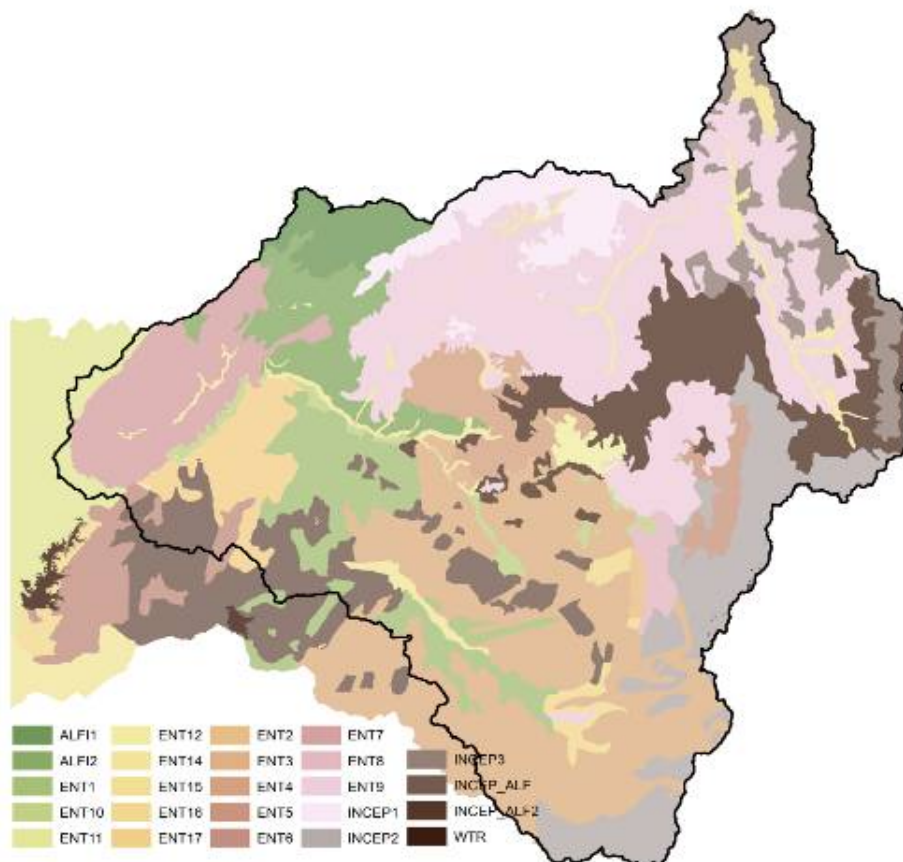 ALFI1
ALFI2
ENT1
ENT10
ENT11
ENT12
ENT14
ENT15
ENT16
ENT17
ENT2
ENT3
ENT4
ENT5
ENT6
ENT7
ENT8
ENT9
INCEP1
INCEP2
INCEP3
INCEP_ALF
INCEP_ALF2
WTR